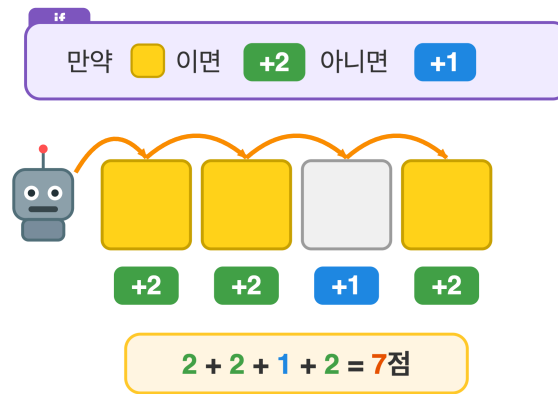 if
만약 이면 +2 아니면 +1
+2 +2 +1 +2
2 + 2 + 1 + 2 = 7점